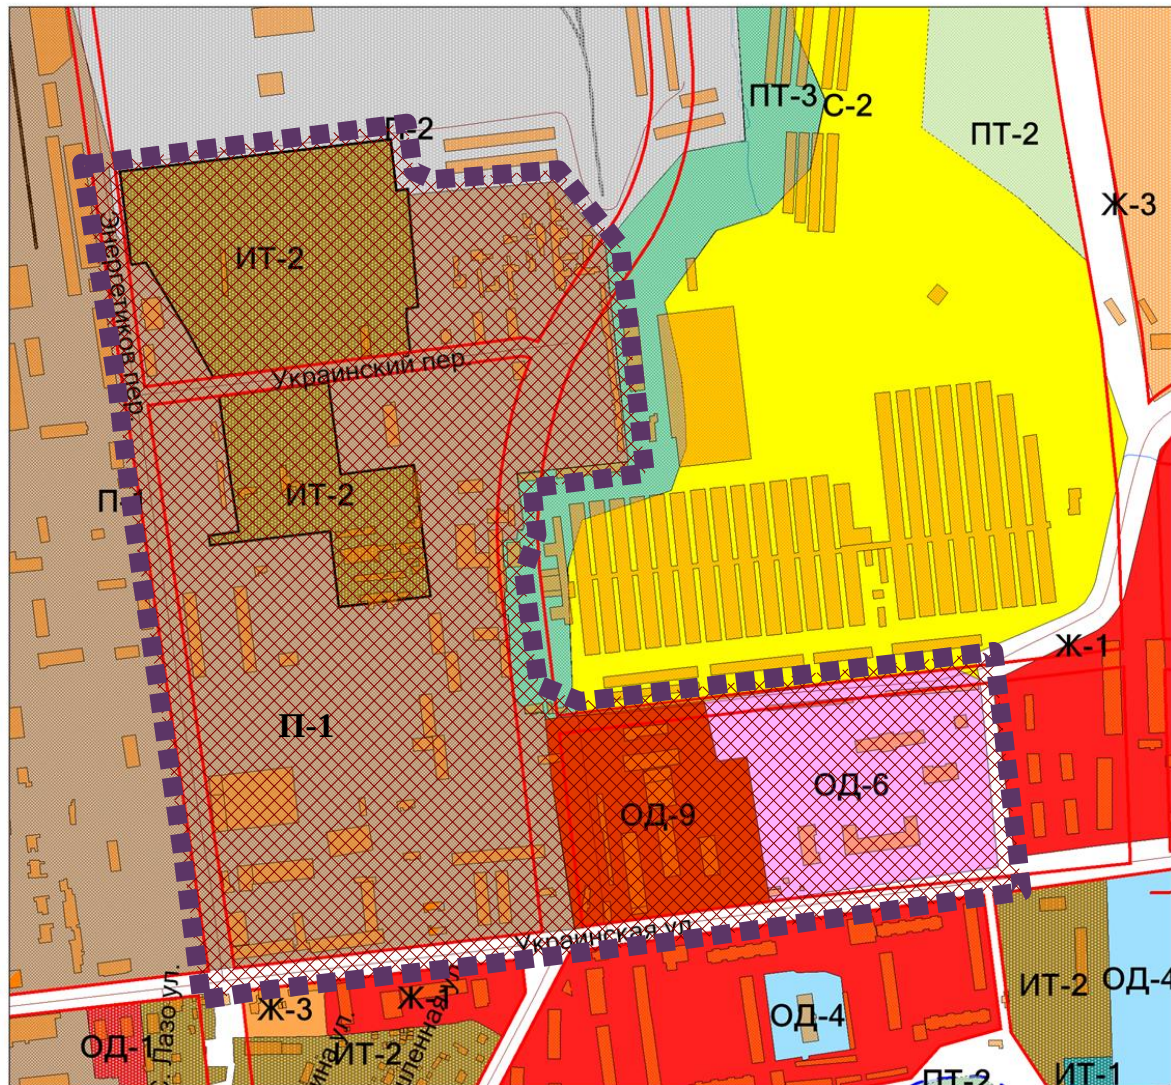 ПТ-3
С-2
П-2
ПТ-2
Ж-3
Энергетиков пер.
ИТ-2
Украинский пер.
П-1
ИТ-2
Ж-1
П-1
ОД-6
ОД-9
Украинская ул.
ИТ-2
ОД-4
Ж-3
Ж-
ОД-4
ОД-1
Лазо ул.
ИТ-2
ПТ-2
ИТ-1